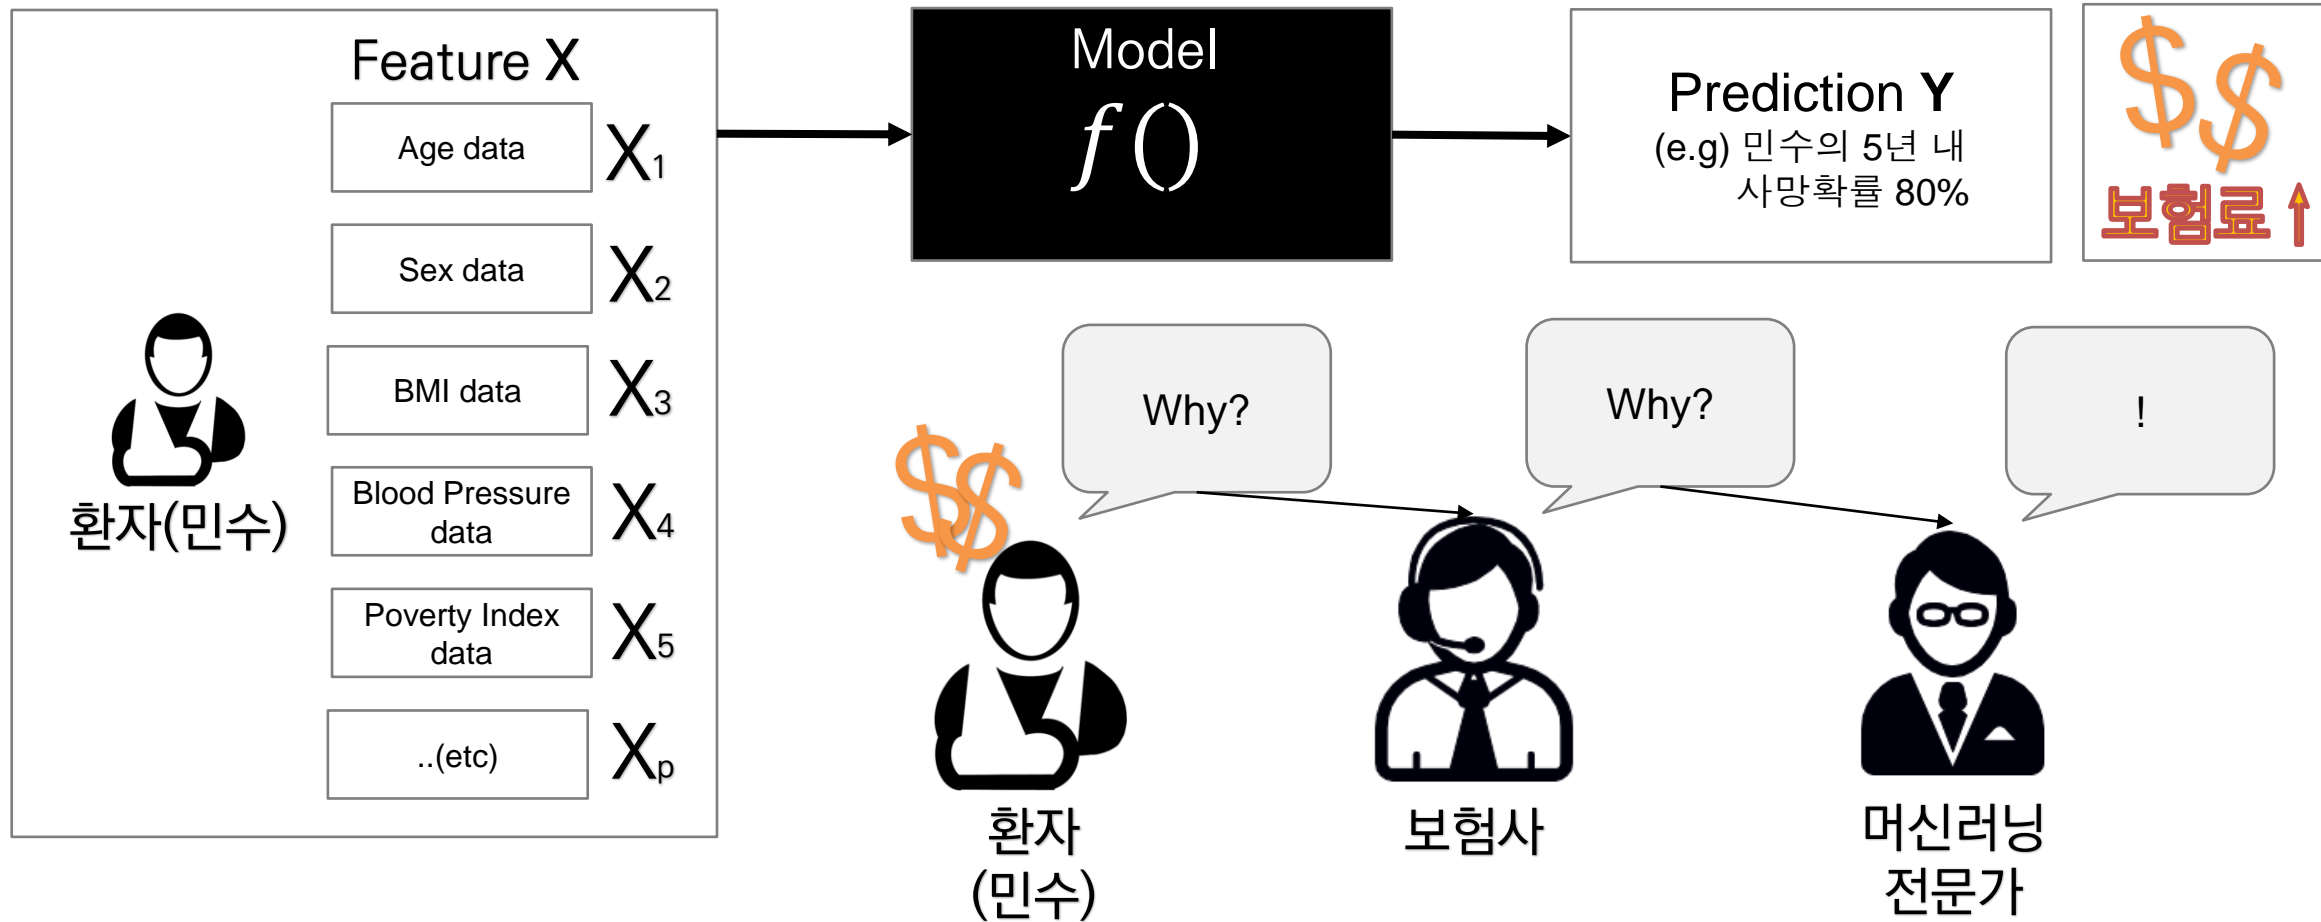 Feature X
Age data
X1
Sex data
X2
BMI data
X3
Blood Pressure
data
X4
Poverty Index
data
X5
..(etc)
Xp
환자(민수)
Model
f ()
Prediction Y
(e.g) 민수의 5년 내
사망확률 80%
$$
보험료↑
Why?
Why?
!
$$
환자
(민수)
보험사
머신러닝
전문가